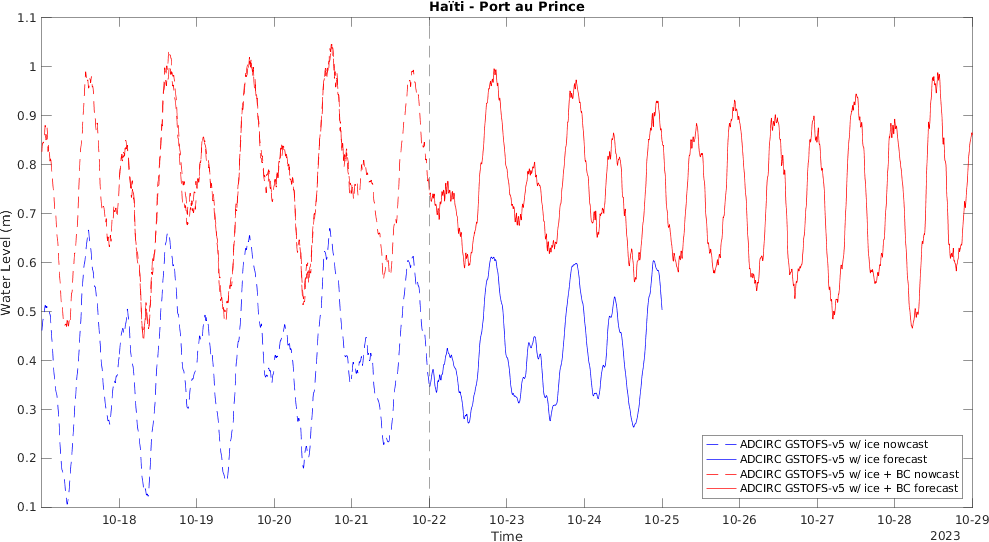 Haïti - Port au Prince
1.1
1
0.9
0.8
0.7
0.6
0.5
0.4
0.3
0.2
0.1
Water Level (m)
ADCIRC GSTOFS-v5 w/ ice nowcast
ADCIRC GSTOFS-v5 w/ ice forecast
ADCIRC GSTOFS-v5 w/ ice + BC nowcast
ADCIRC GSTOFS-v5 w/ ice + BC forecast
10-18 10-19 10-20 10-21 10-22 10-23 10-24 10-25 10-26 10-27 10-28 10-29
Time
2023